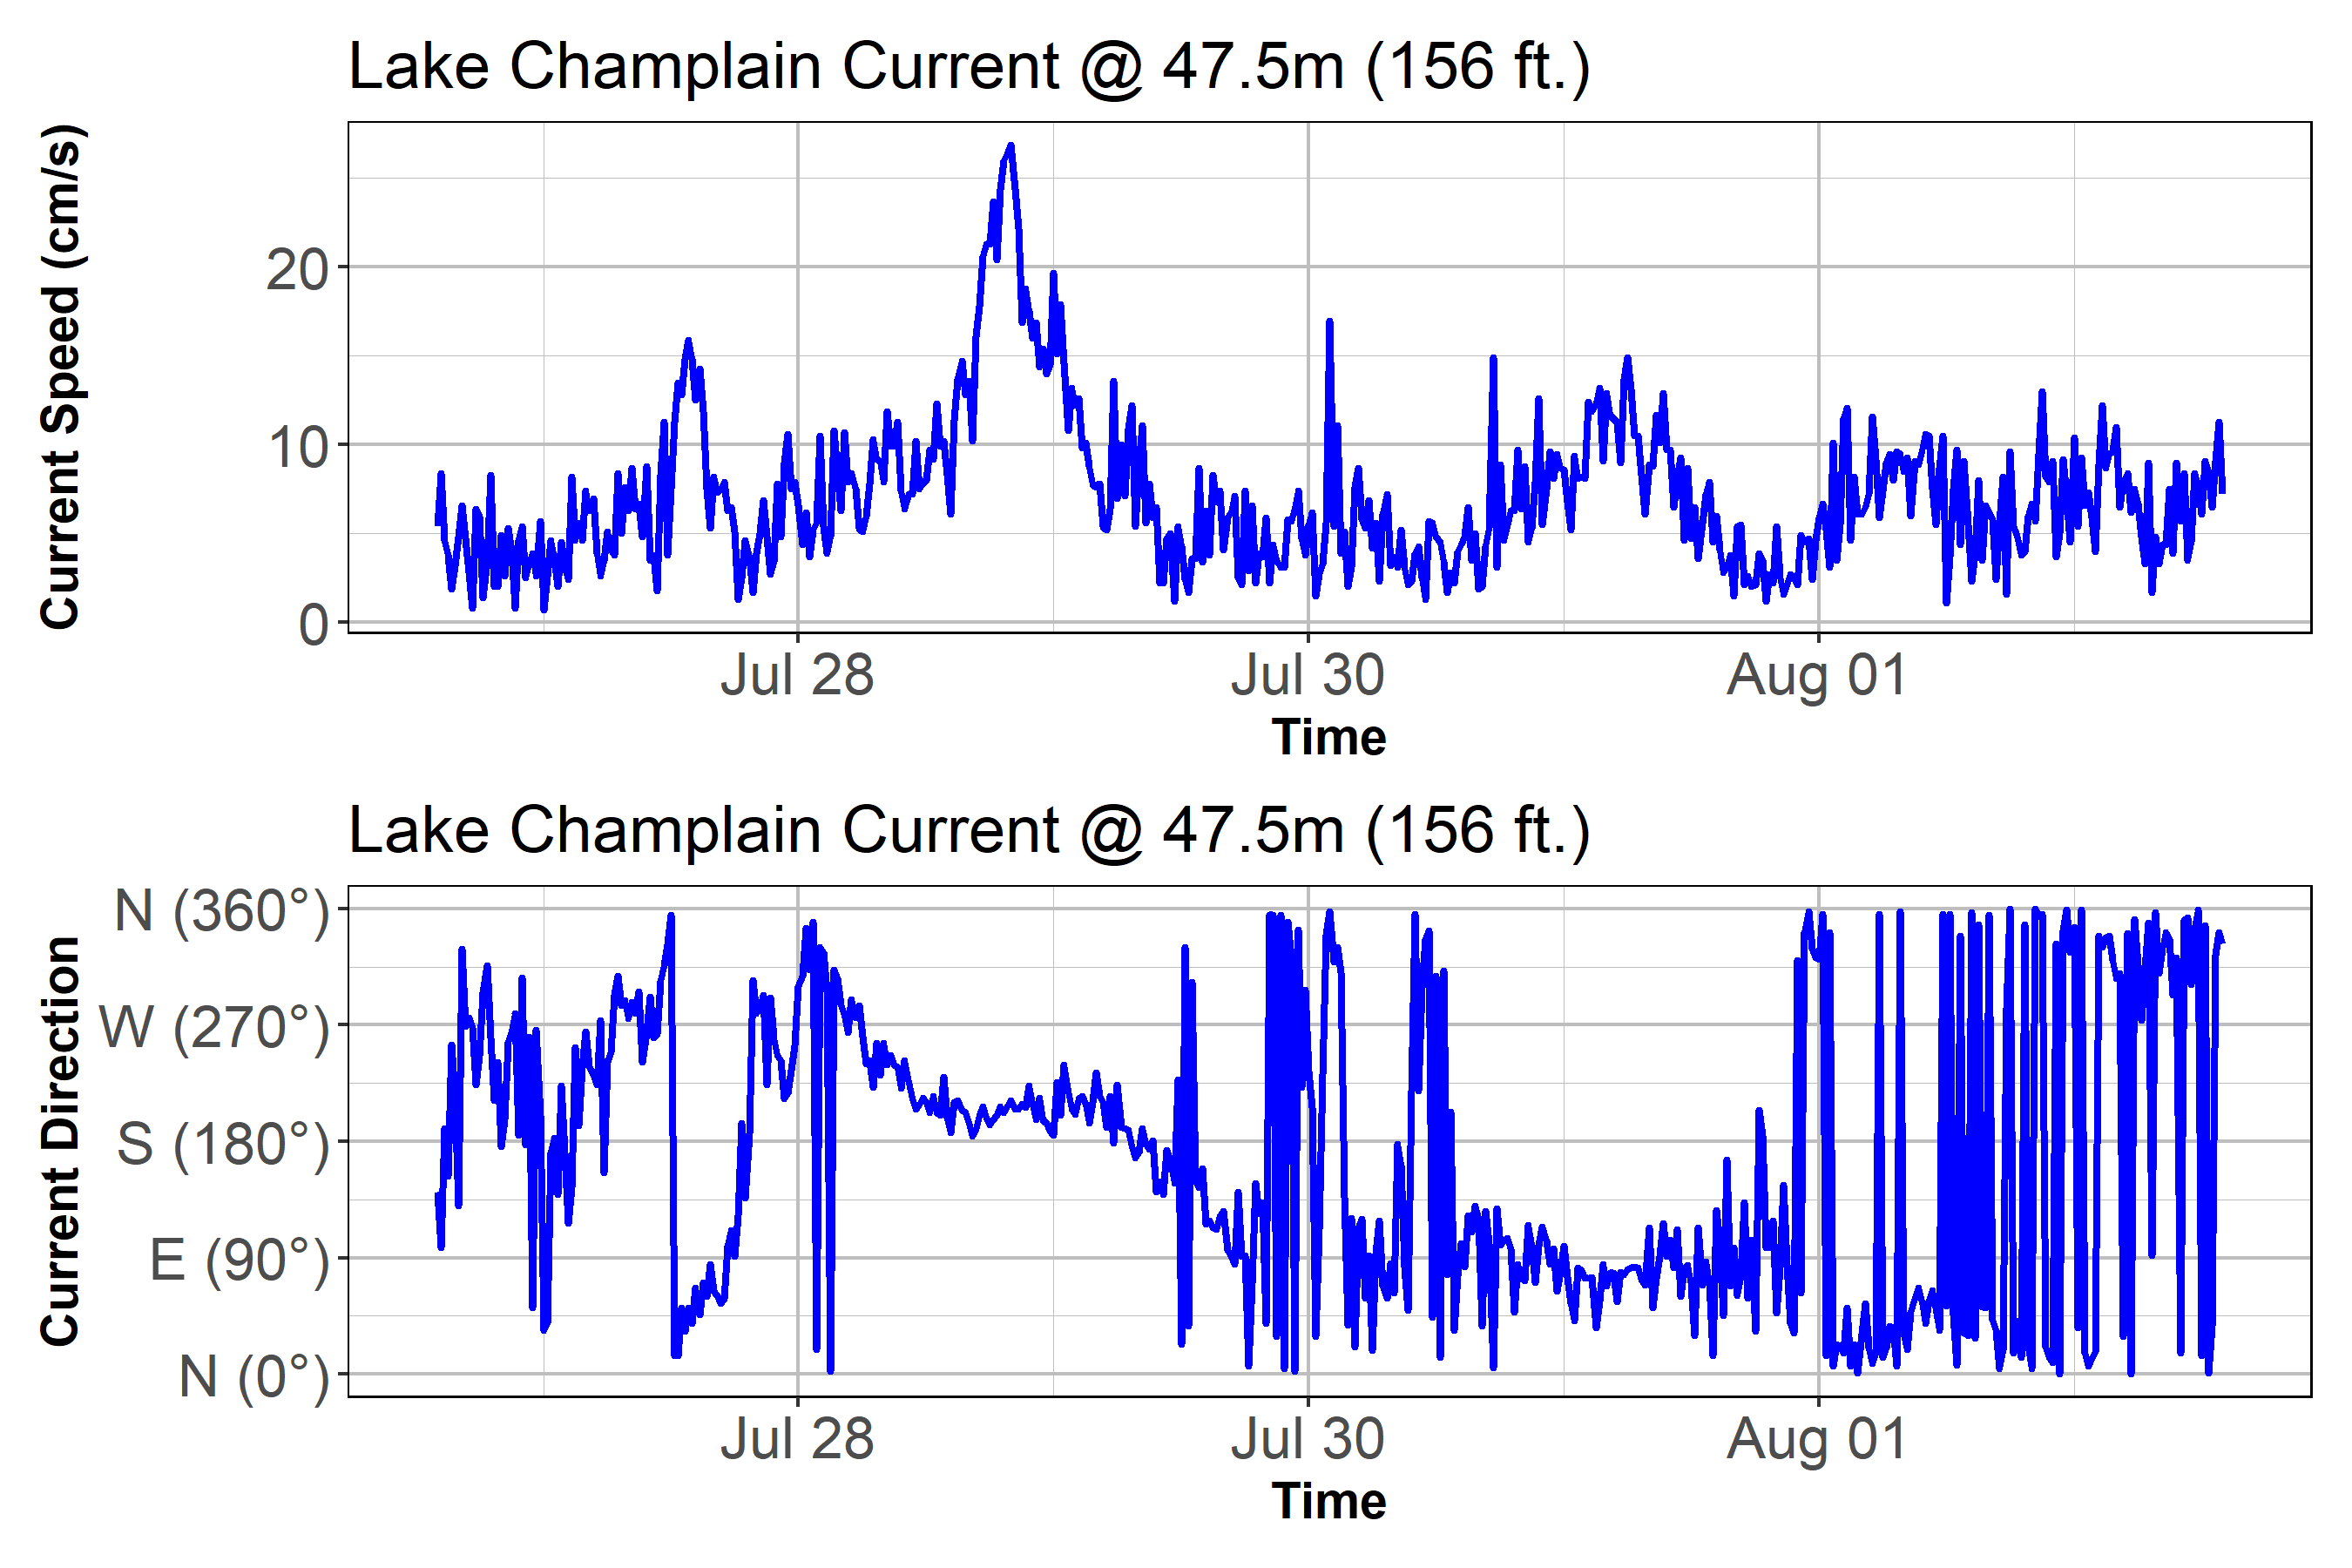 Lake Champlain Current @ 47.5m (156 ft.)
Current Speed (cm/s)
20
10
0
Jul 28 Jul 30 Aug 01
Time
Lake Champlain Current @ 47.5m (156 ft.)
Current Direction
N (360°)
W (270°)
S (180°)
E (90°)
N (0°)
Jul 28 Jul 30 Aug 01
Time